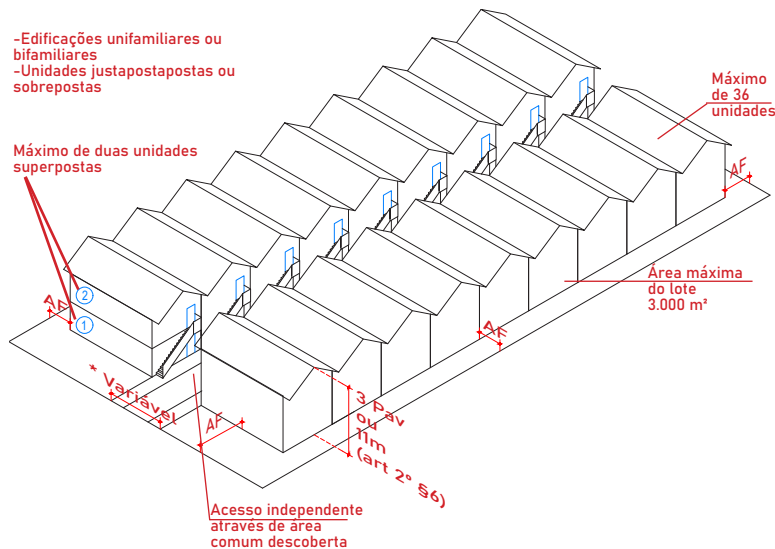 -Edificações unifamiliares ou
bifamiliares
-Unidades justapostapostas ou
sobrepostas
Máximo
de 36
unidades
Máximo de duas unidades
superpostas
AF
2
AF
1
Área máxima
do lote
3.000 m²
AF
* Variável
AF
3 Pav
ou
11m
(art 2° §6)
Acesso independente
através de área
comum descoberta